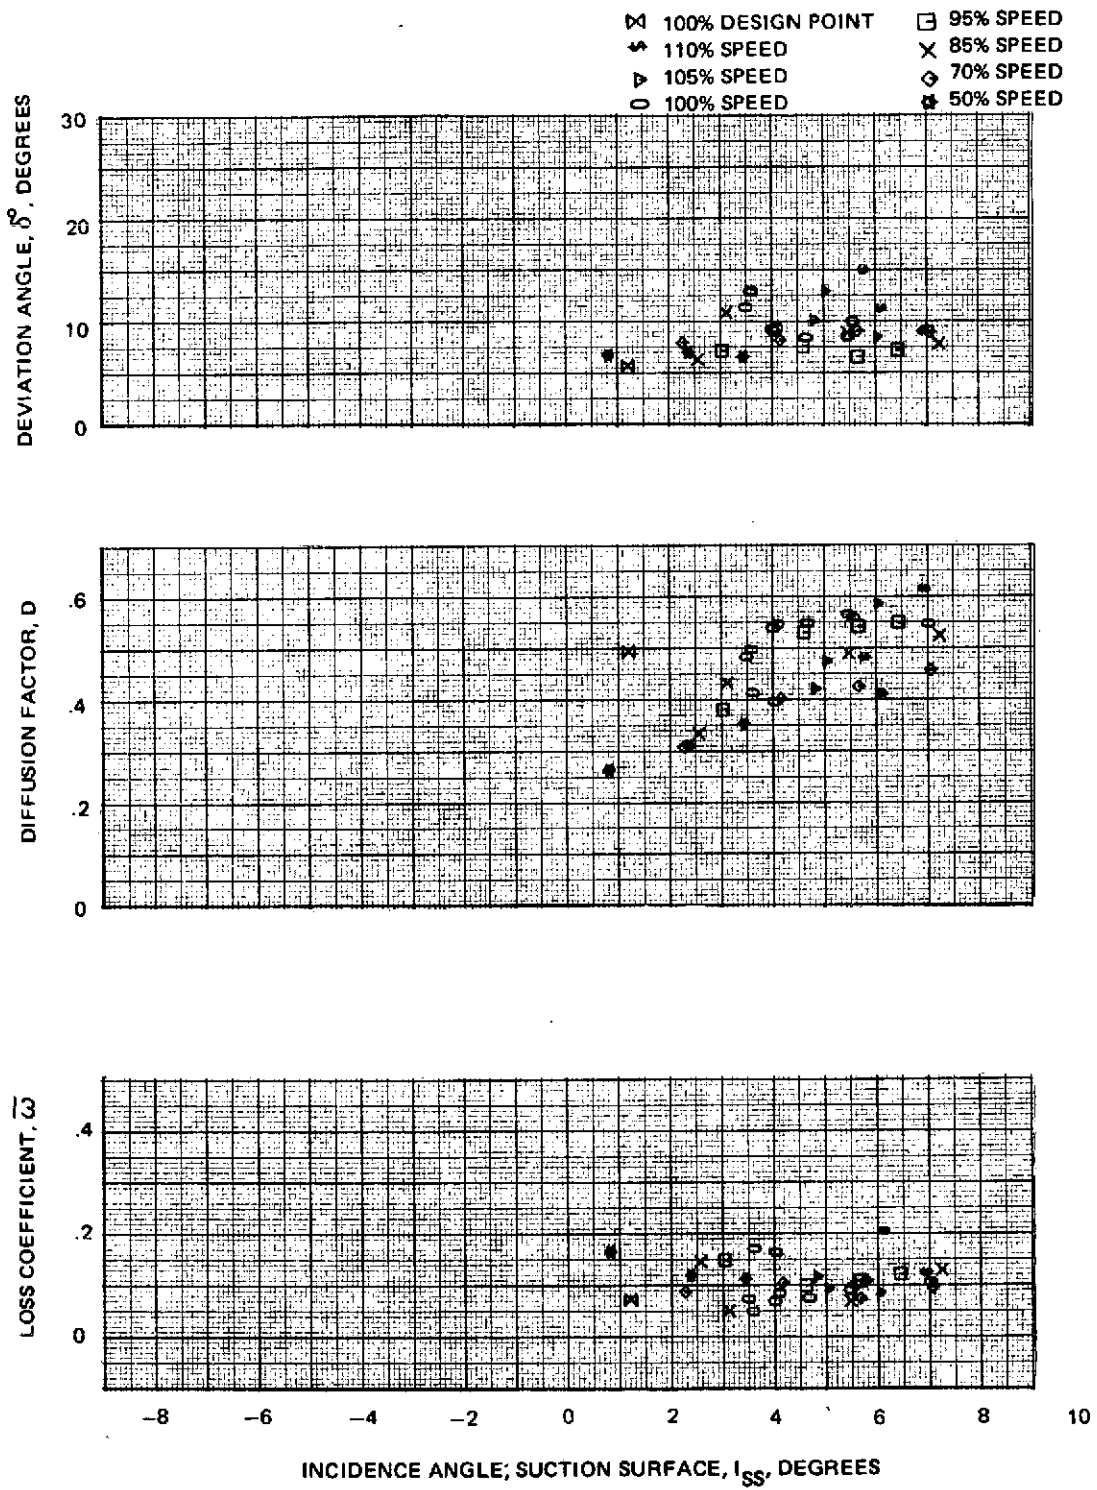 100% DESIGN POINT
110% SPEED
105% SPEED
100% SPEED
95% SPEED
85% SPEED
70% SPEED
50% SPEED
DEVIATION ANGLE, δ°, DEGREES
30
20
10
0
DIFFUSION FACTOR, D
.6
.4
.2
0
LOSS COEFFICIENT, ω̅
.4
.2
0
−8 −6 −4 −2 0 2 4 6 8 10
INCIDENCE ANGLE; SUCTION SURFACE, I_SS, DEGREES